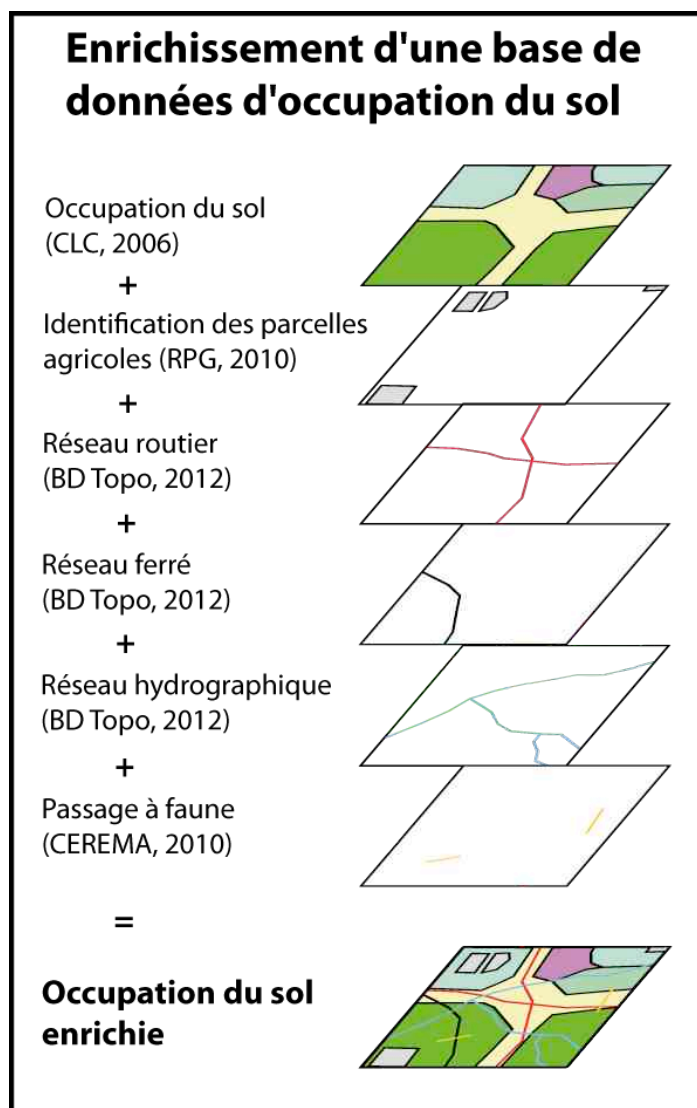 Enrichissement d'une base de
données d'occupation du sol
Occupation du sol
(CLC, 2006)
+
Identification des parcelles
agricoles (RPG, 2010)
+
Réseau routier
(BD Topo, 2012)
+
Réseau ferré
(BD Topo, 2012)
+
Réseau hydrographique
(BD Topo, 2012)
+
Passage à faune
(CEREMA, 2010)
=
Occupation du sol
enrichie